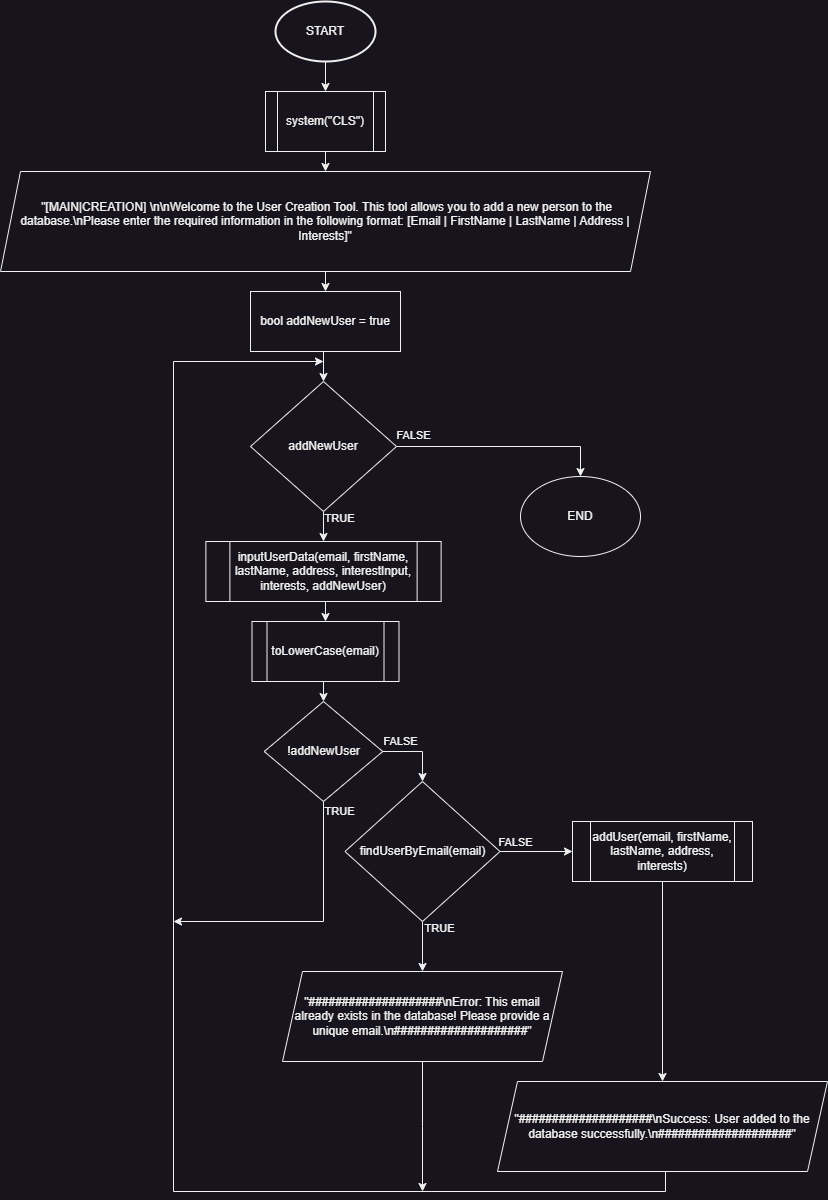 START
system("CLS")
"[MAIN|CREATION] \n\nWelcome to the User Creation Tool. This tool allows you to add a new person to the
database.\nPlease enter the required information in the following format: [Email | FirstName | LastName | Address |
Interests]"
bool addNewUser = true
addNewUser
FALSE
END
TRUE
inputUserData(email, firstName,
lastName, address, interestInput,
interests, addNewUser)
toLowerCase(email)
!addNewUser
FALSE
TRUE
findUserByEmail(email)
FALSE
addUser(email, firstName,
lastName, address,
interests)
TRUE
"####################\nError: This email
already exists in the database! Please provide a
unique email.\n####################"
"####################\nSuccess: User added to the
database successfully.\n####################"